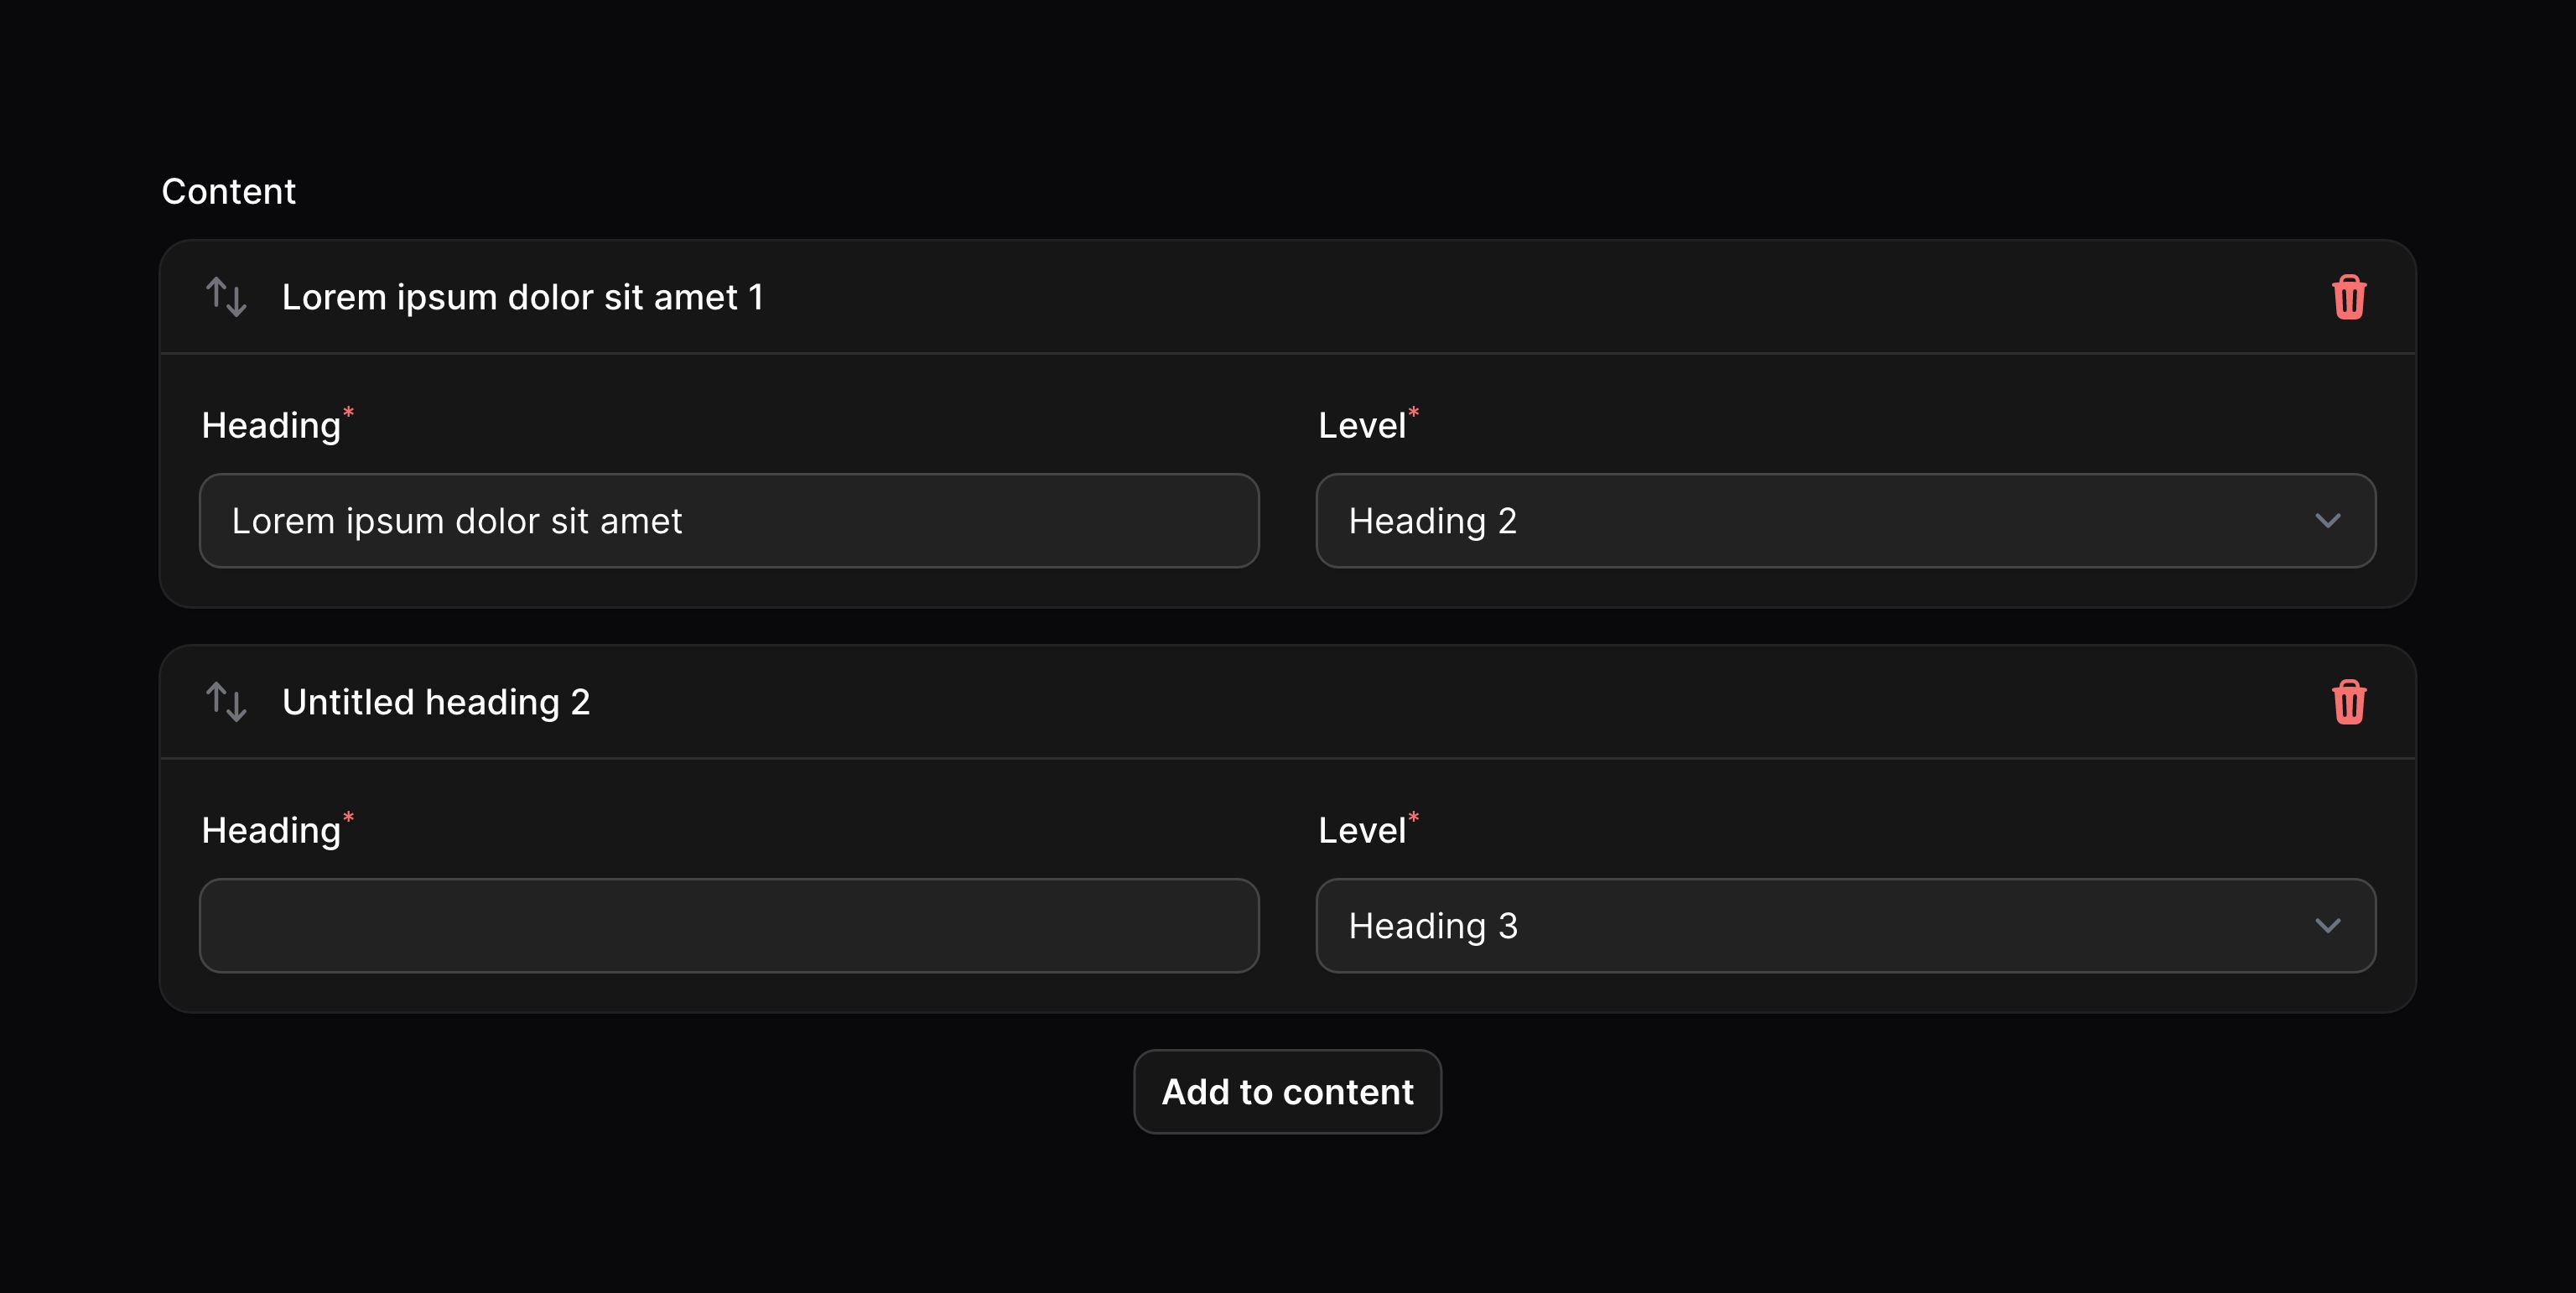 Content
Lorem ipsum dolor sit amet 1
Heading* Level*
Lorem ipsum dolor sit amet Heading 2
Untitled heading 2
Heading* Level*
Heading 3
Add to content